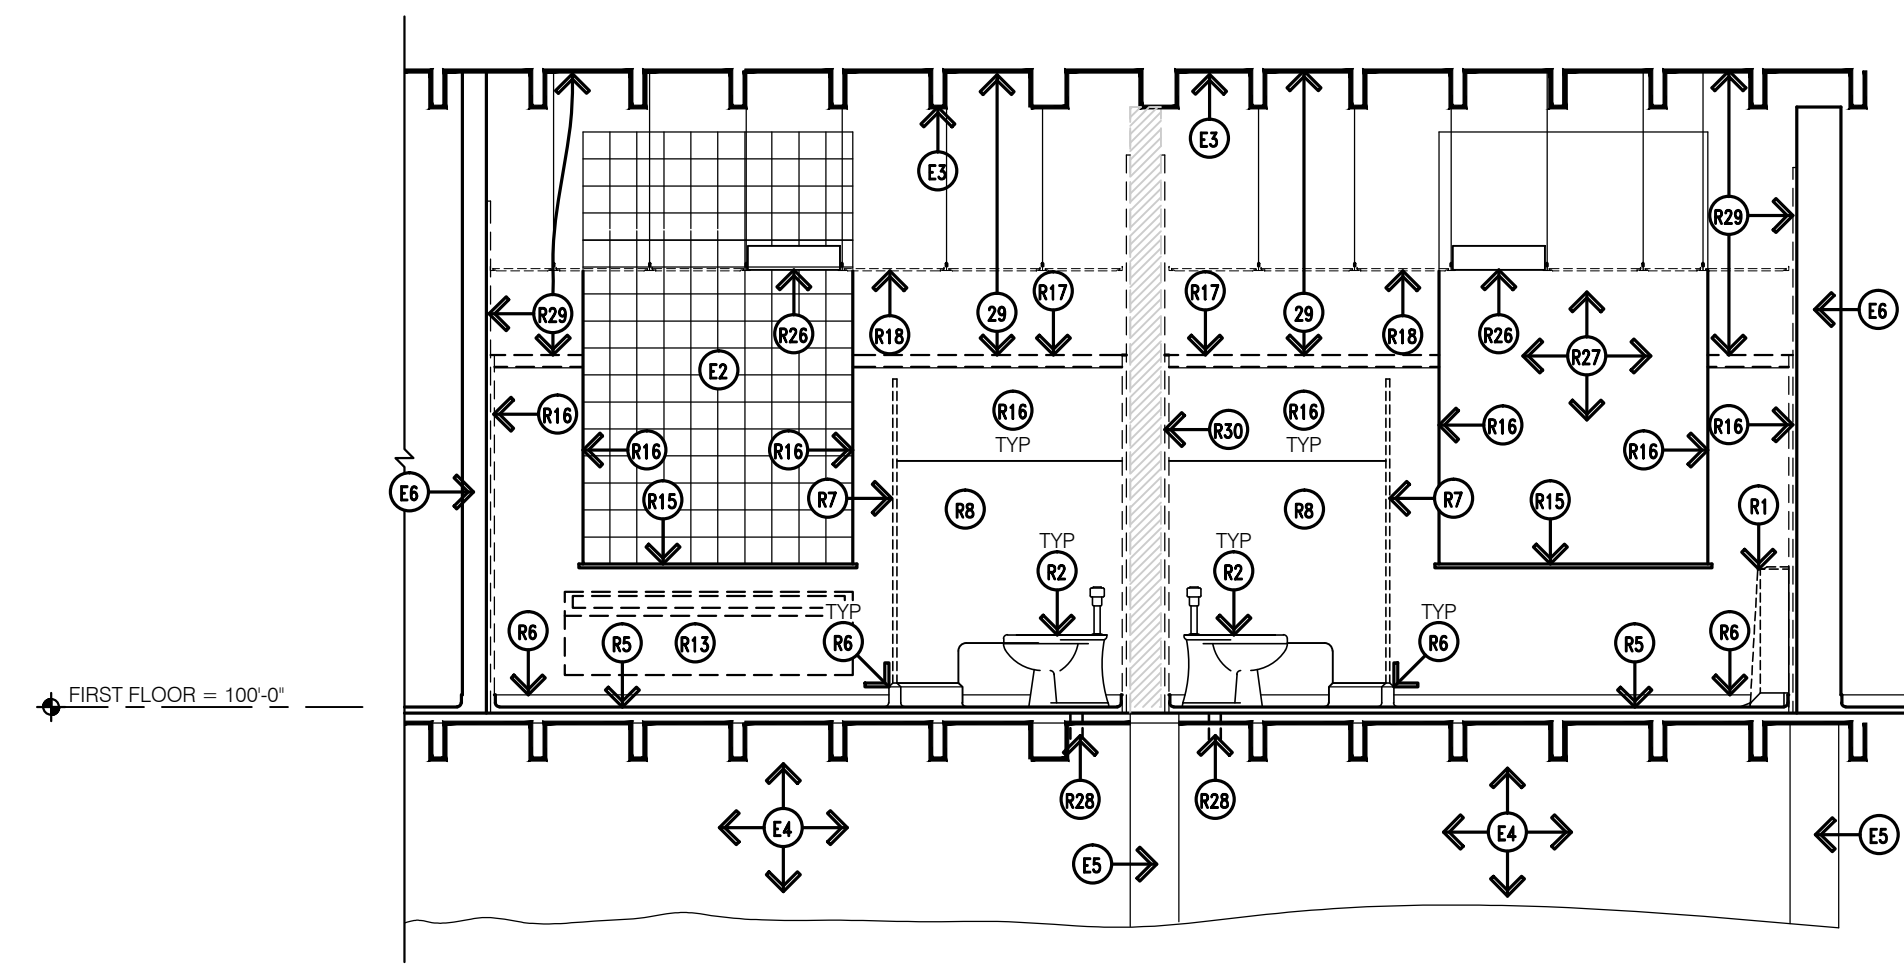 E3
E3
R29
R29
R17
R17
E6
29
29
R26
R18
R18
R26
R27
E2
R16
R16
TYP
R16
TYP
R30
R16
R16
R16
R16
R16
E6
R15
R7
R7
R15
R1
R8
R8
TYP
TYP
R2
R2
TYP
TYP
R6
R5
R13
R6
R6
R5
R6
FIRST FLOOR = 100'-0"
R28
R28
E4
E4
E5
E5